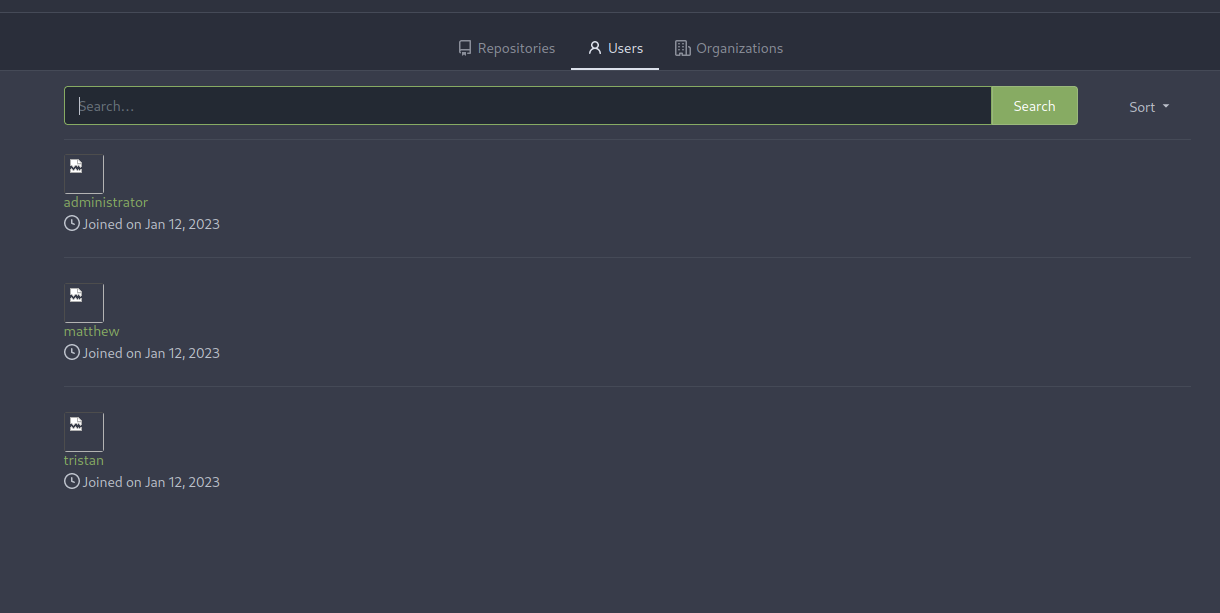 Repositories Users Organizations
Search... Search Sort
administrator
Joined on Jan 12, 2023
matthew
Joined on Jan 12, 2023
tristan
Joined on Jan 12, 2023